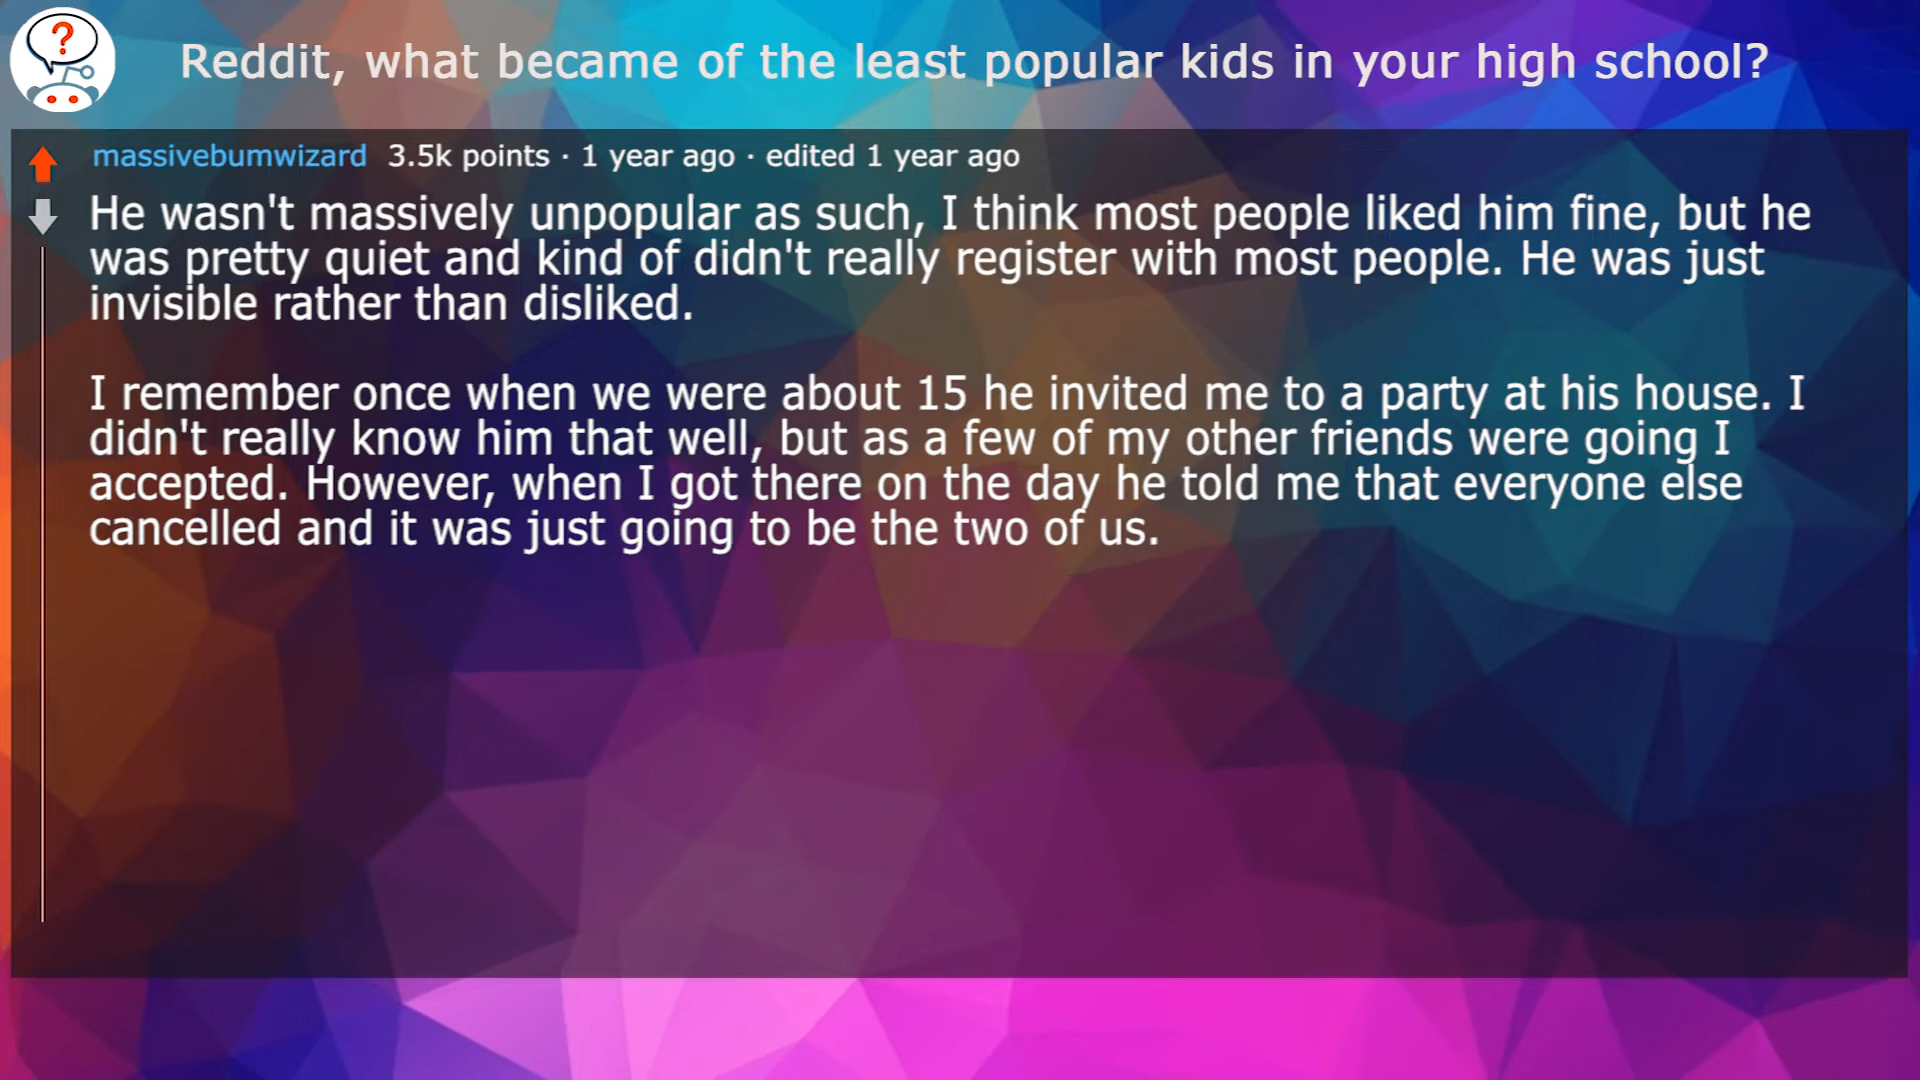 ?
Reddit, what became of the least popular kids in your high school?
massivebumwizard 3.5k points · 1 year ago · edited 1 year ago
He wasn't massively unpopular as such, I think most people liked him fine, but he
was pretty quiet and kind of didn't really register with most people. He was just
invisible rather than disliked.
I remember once when we were about 15 he invited me to a party at his house. I
didn't really know him that well, but as a few of my other friends were going I
accepted. However, when I got there on the day he told me that everyone else
cancelled and it was just going to be the two of us.